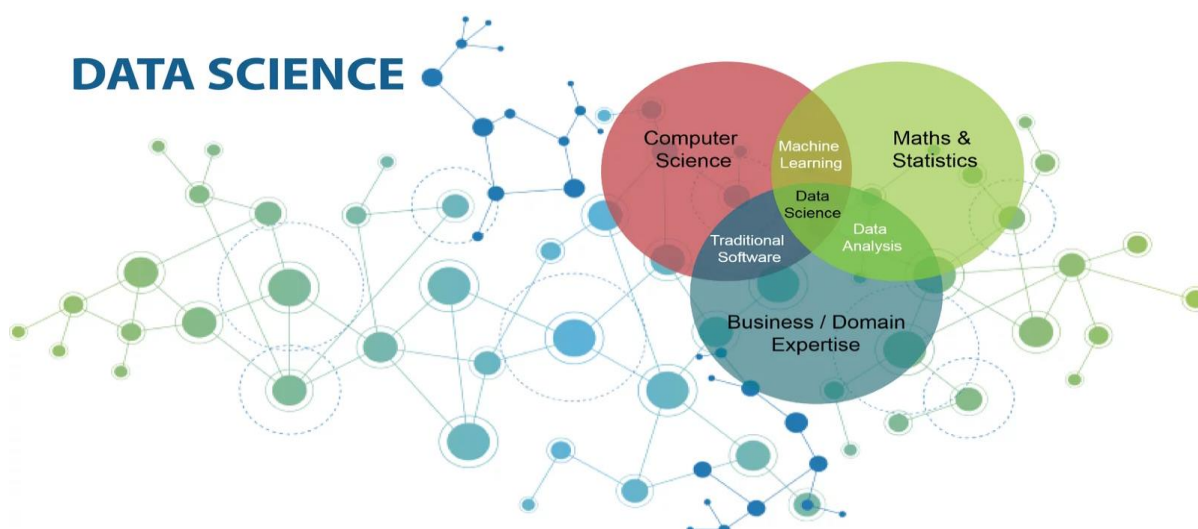 DATA SCIENCE
Computer
Science
Machine
Learning
Maths &
Statistics
Data
Science
Traditional
Software
Data
Analysis
Business / Domain
Expertise